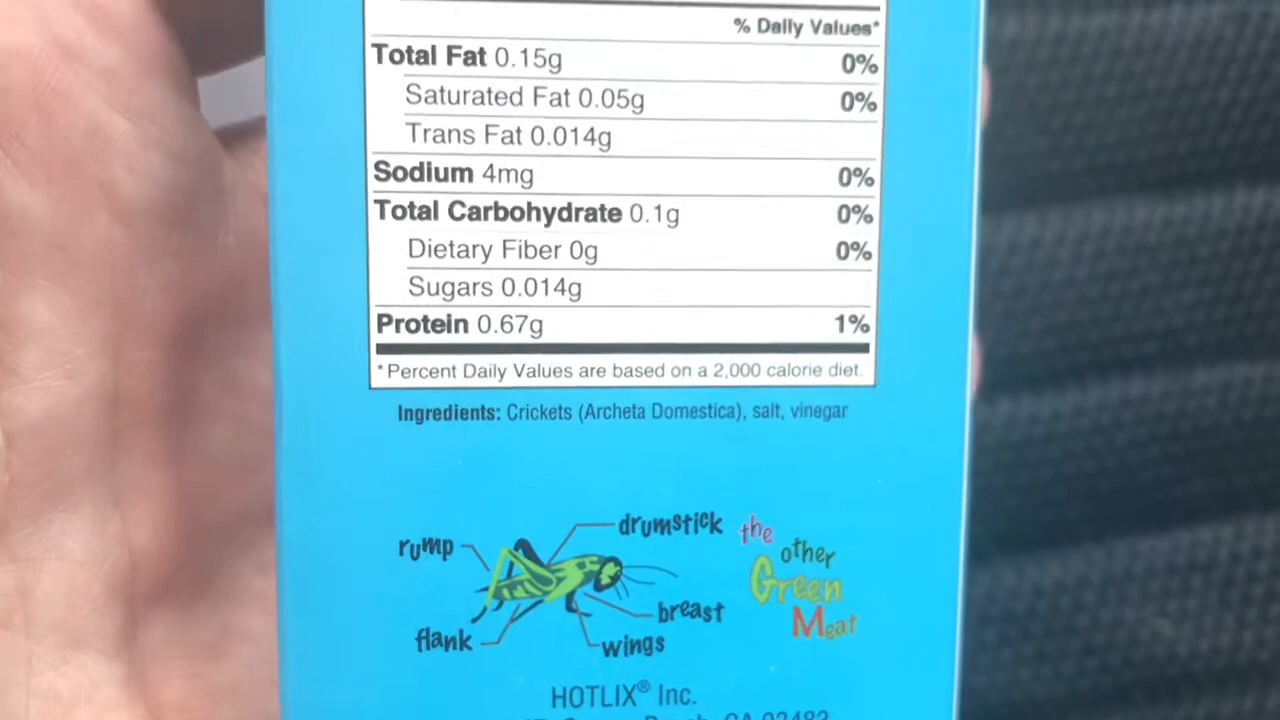 % Daily Values*
Total Fat 0.15g 0%
Saturated Fat 0.05g 0%
Trans Fat 0.014g
Sodium 4mg 0%
Total Carbohydrate 0.1g 0%
Dietary Fiber 0g 0%
Sugars 0.014g
Protein 0.67g 1%
*Percent Daily Values are based on a 2,000 calorie diet.
Ingredients: Crickets (Archeta Domestica), salt, vinegar
drumstick
rump
breast
flank
wings
the
other
Green
Meat
HOTLIX® Inc.
Beach, CA